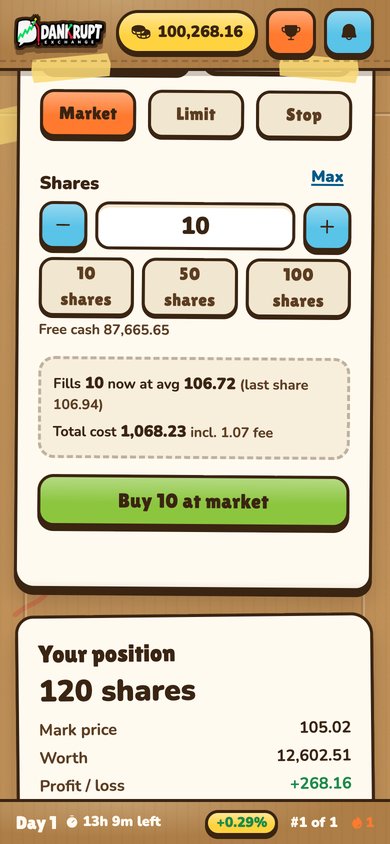 DANKRUPT
EXCHANGE
100,268.16
Market
Limit
Stop
Shares
Max
−
10
+
10
shares
50
shares
100
shares
Free cash 87,665.65
Fills 10 now at avg 106.72 (last share
106.94)
Total cost 1,068.23 incl. 1.07 fee
Buy 10 at market
Your position
120 shares
Mark price 105.02
Worth 12,602.51
Profit / loss +268.16
Day 1 13h 9m left +0.29% #1 of 1 1